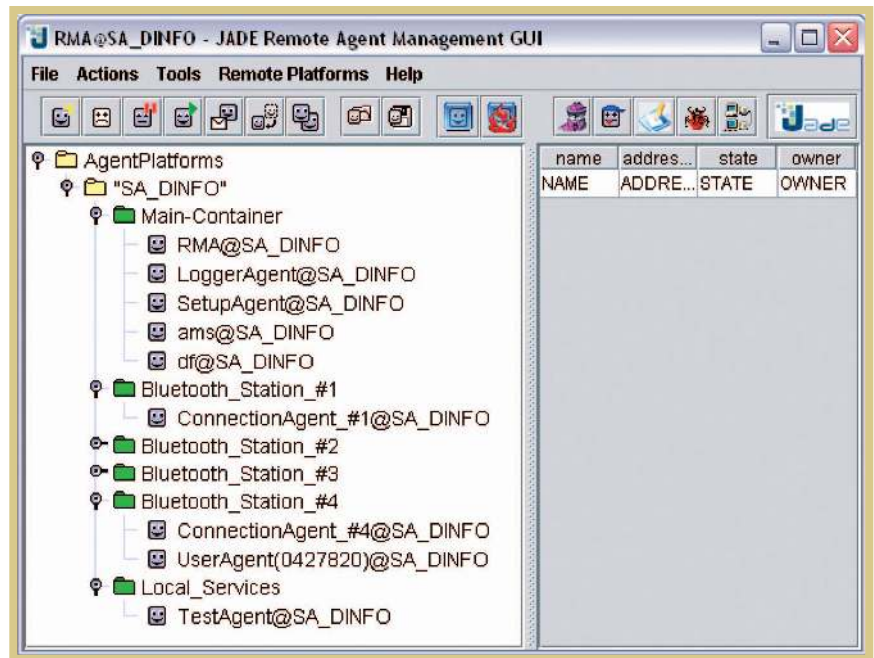 RMA@SA_DINFO - JADE Remote Agent Management GUI
File Actions Tools Remote Platforms Help
Jade
AgentPlatforms
"SA_DINFO"
Main-Container
RMA@SA_DINFO
LoggerAgent@SA_DINFO
SetupAgent@SA_DINFO
ams@SA_DINFO
df@SA_DINFO
Bluetooth_Station_#1
ConnectionAgent_#1@SA_DINFO
Bluetooth_Station_#2
Bluetooth_Station_#3
Bluetooth_Station_#4
ConnectionAgent_#4@SA_DINFO
UserAgent(0427820)@SA_DINFO
Local_Services
TestAgent@SA_DINFO
name addres... state owner
NAME ADDRE... STATE OWNER